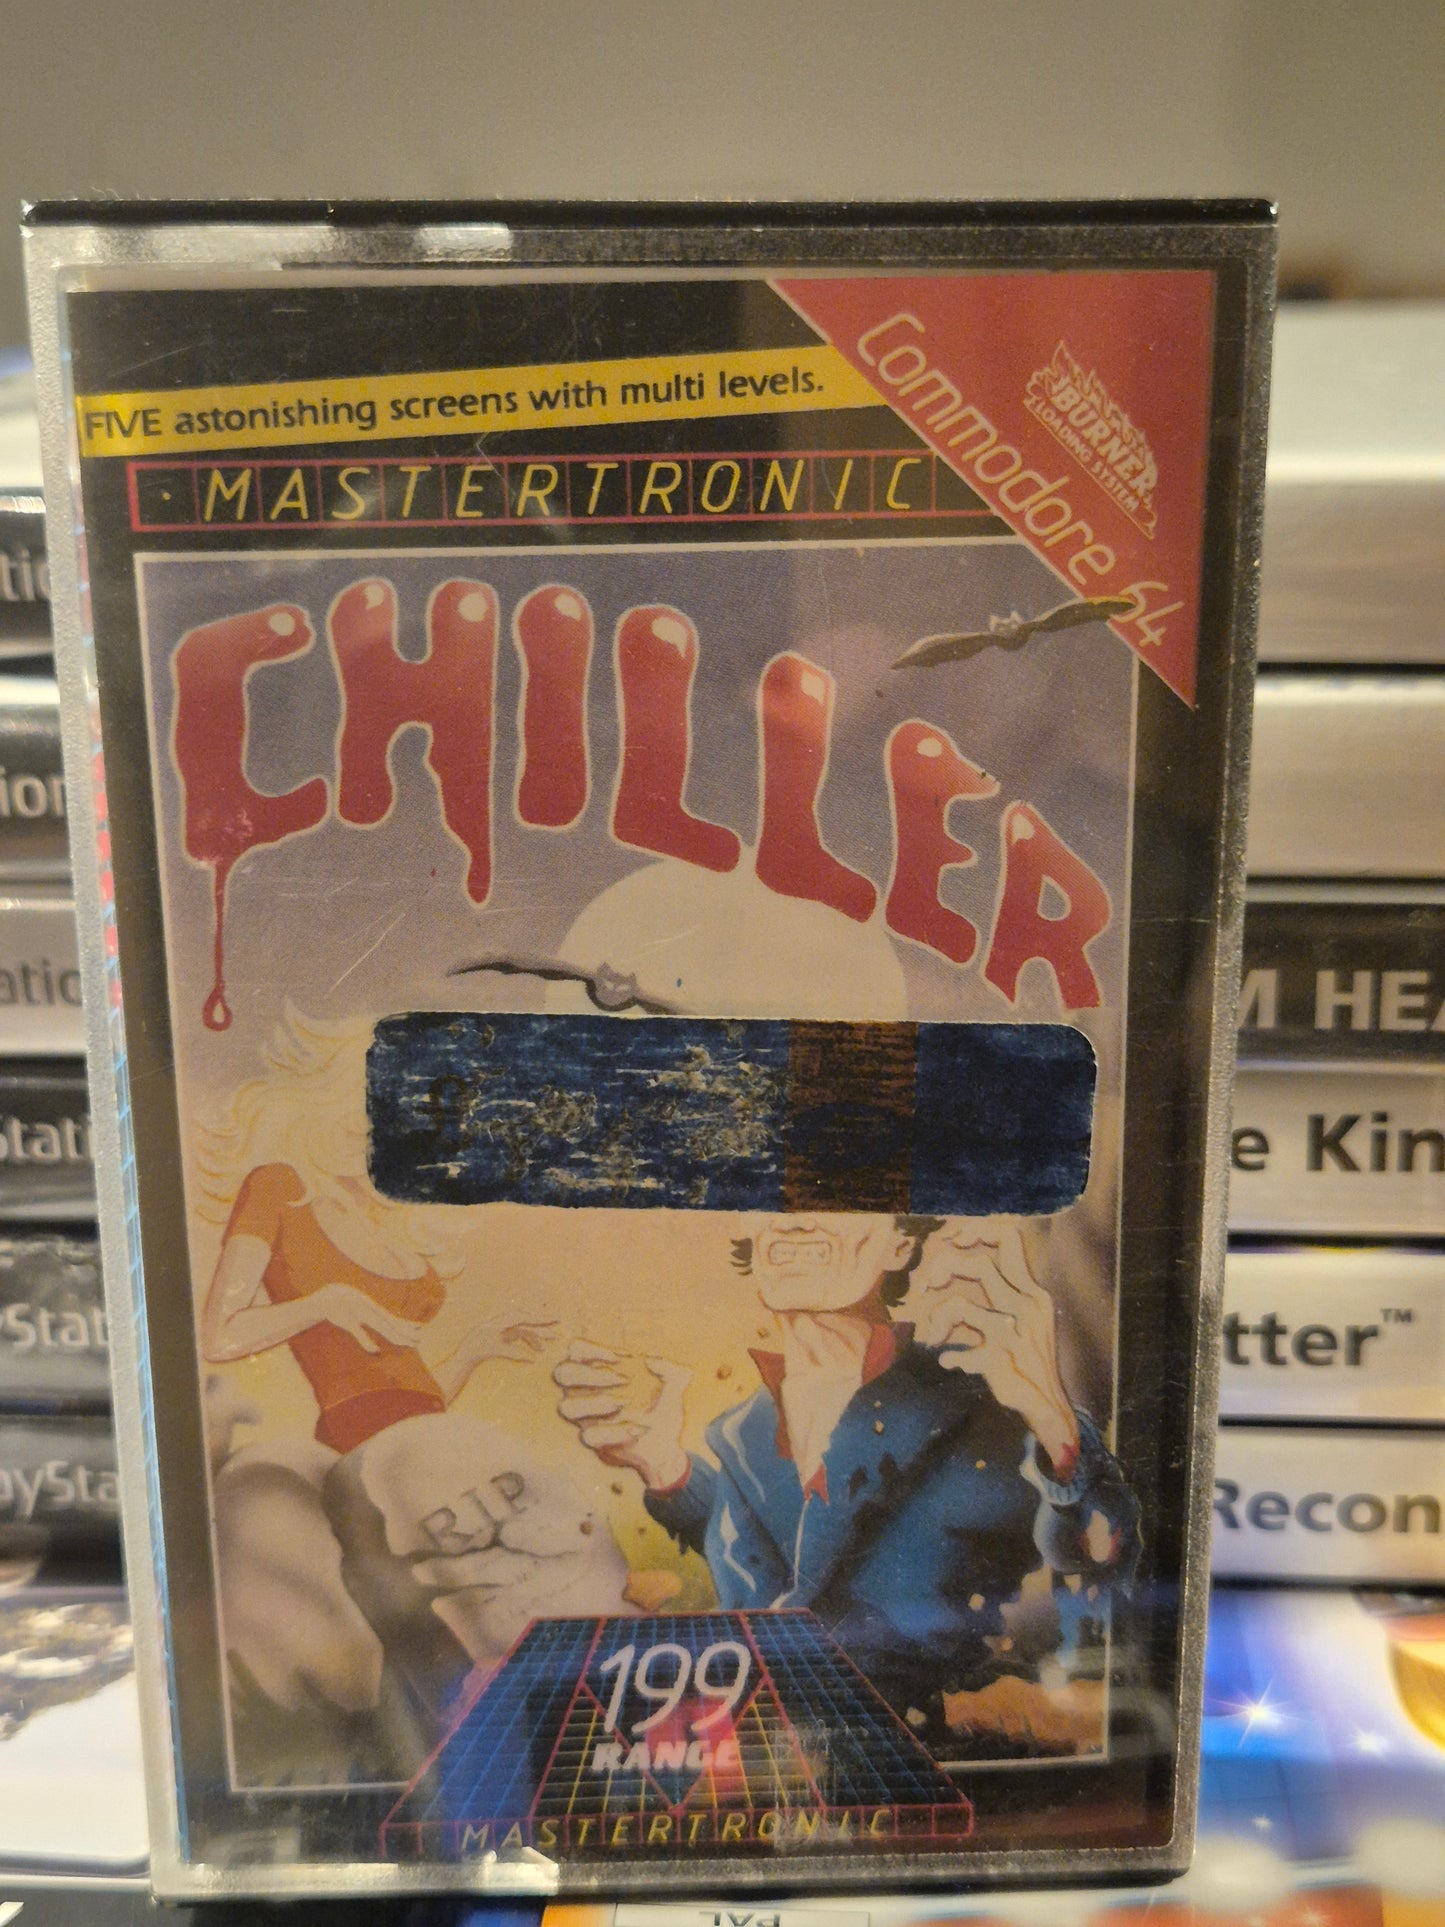 FIVE astonishing screens with multi levels.
Commodore 64
BURNER
LOADING SYSTEM
MASTERTRONIC
CHILLER
RIP
199
RANGE
MASTERTRONIC
M HEA
e Kin
tter™
Recon
PAL